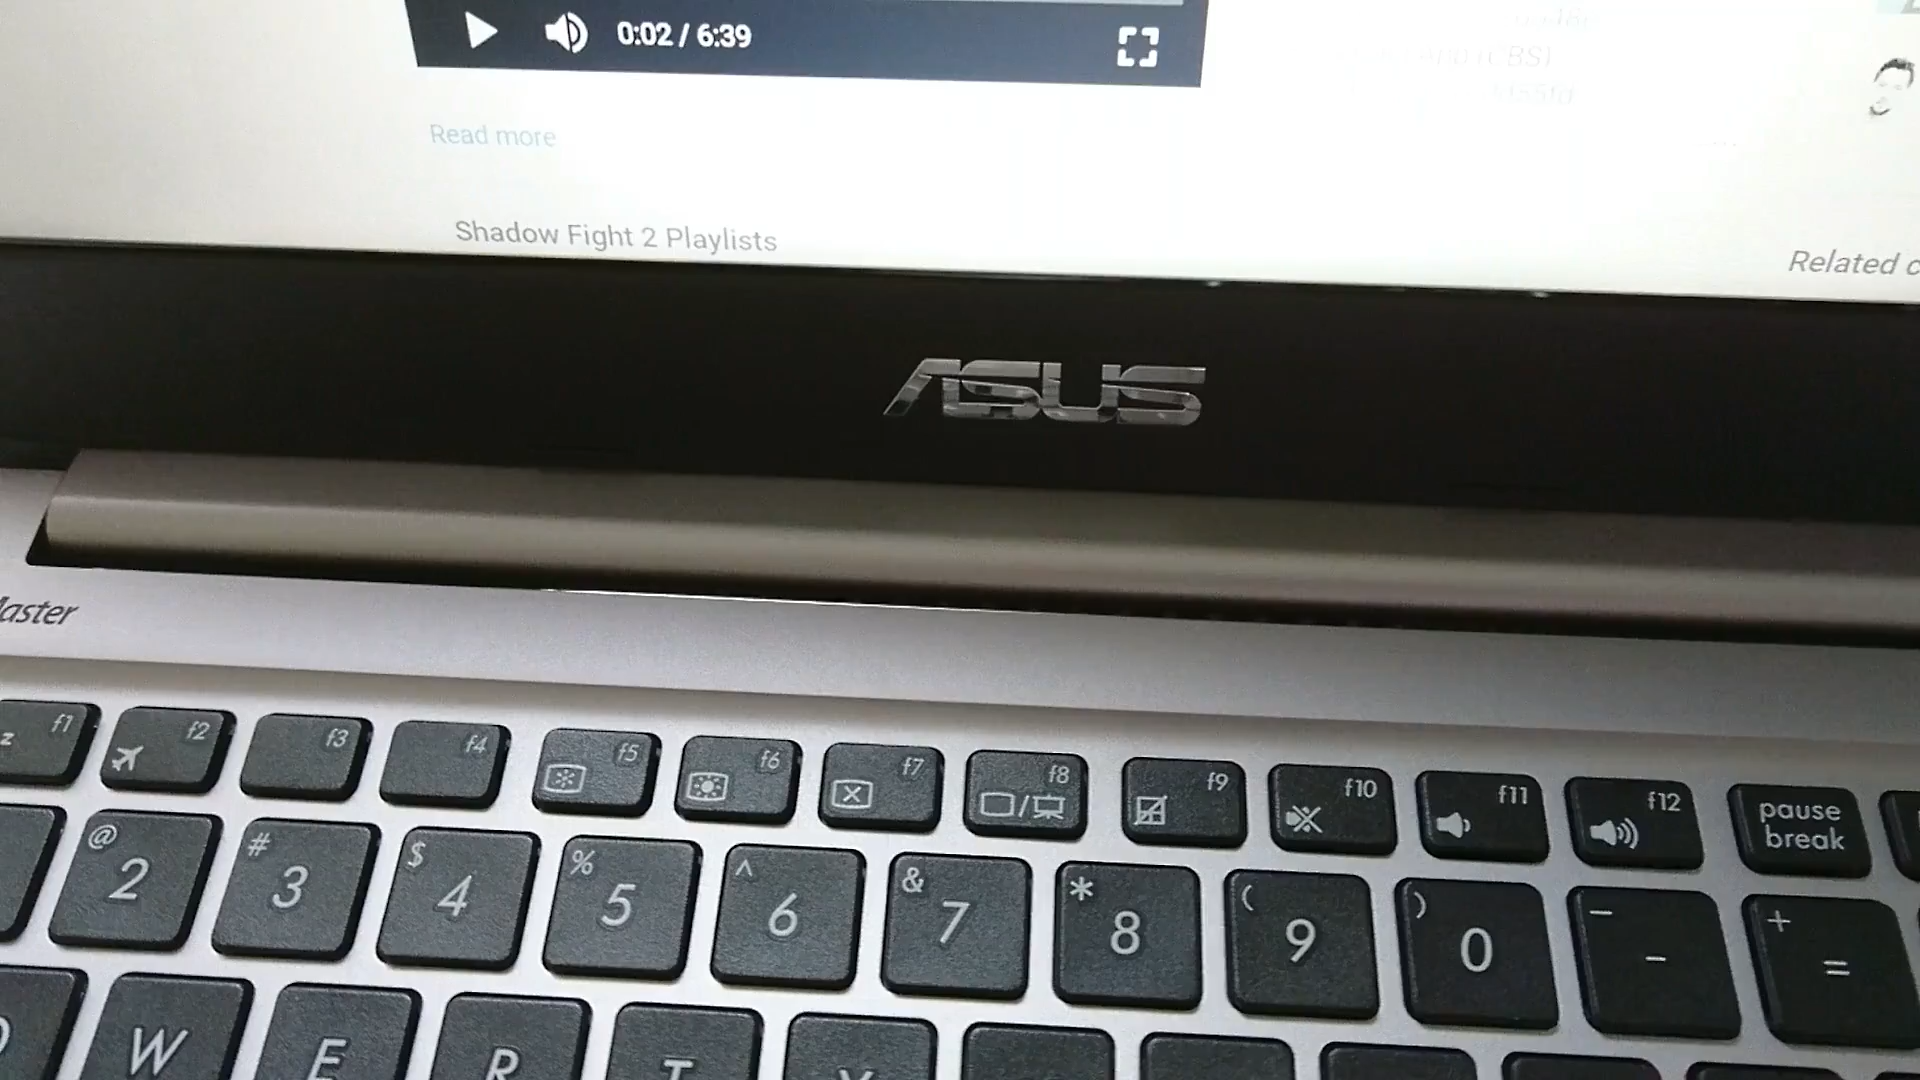 0:02 / 6:39
Read more
Shadow Fight 2 Playlists
Related c
ASUS
Master
z f1 f2 f3 f4 f5 f6 f7 f8 f9 f10 f11 f12 pause break
@ # $ % ^ & * ( ) _ +
2 3 4 5 6 7 8 9 0 - =
W E R T Y